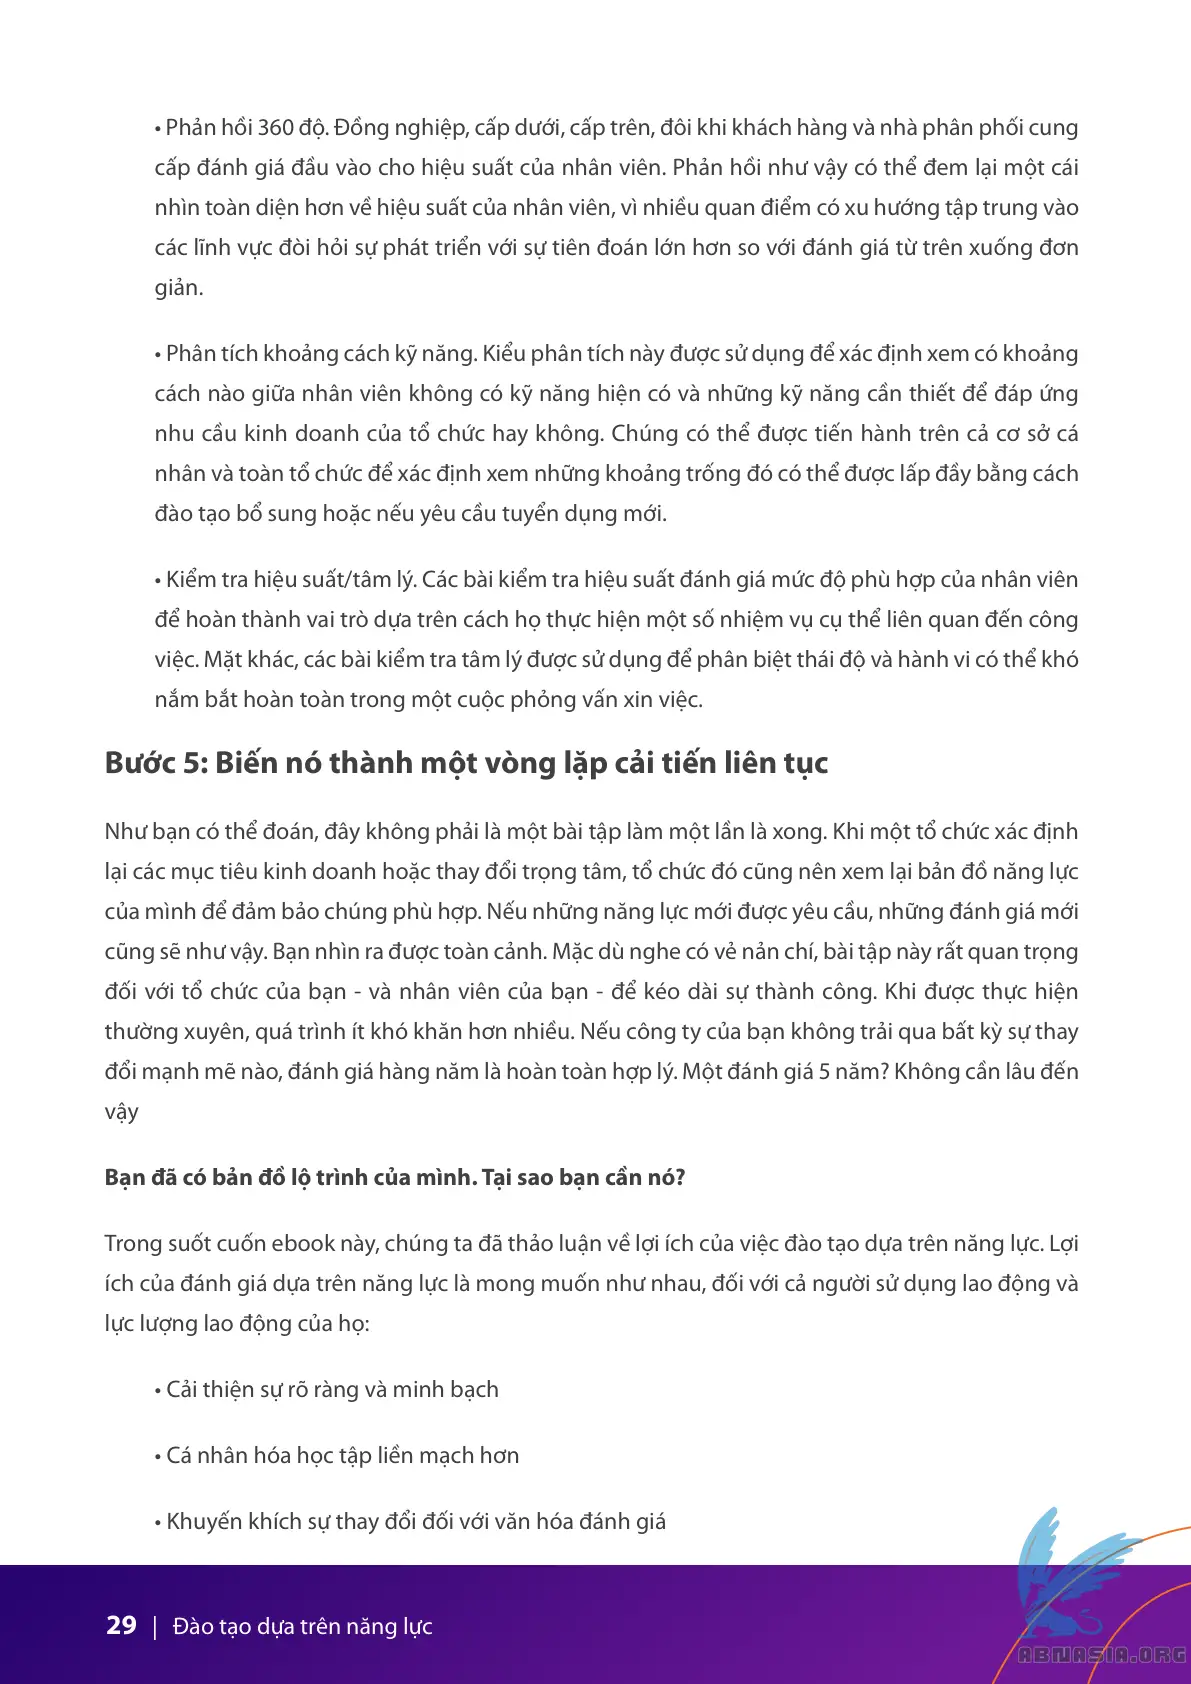 • Phản hồi 360 độ. Đồng nghiệp, cấp dưới, cấp trên, đôi khi khách hàng và nhà phân phối cung
cấp đánh giá đầu vào cho hiệu suất của nhân viên. Phản hồi như vậy có thể đem lại một cái
nhìn toàn diện hơn về hiệu suất của nhân viên, vì nhiều quan điểm có xu hướng tập trung vào
các lĩnh vực đòi hỏi sự phát triển với sự tiên đoán lớn hơn so với đánh giá từ trên xuống đơn
giản.
• Phân tích khoảng cách kỹ năng. Kiểu phân tích này được sử dụng để xác định xem có khoảng
cách nào giữa nhân viên không có kỹ năng hiện có và những kỹ năng cần thiết để đáp ứng
nhu cầu kinh doanh của tổ chức hay không. Chúng có thể được tiến hành trên cả cơ sở cá
nhân và toàn tổ chức để xác định xem những khoảng trống đó có thể được lấp đầy bằng cách
đào tạo bổ sung hoặc nếu yêu cầu tuyển dụng mới.
• Kiểm tra hiệu suất/tâm lý. Các bài kiểm tra hiệu suất đánh giá mức độ phù hợp của nhân viên
để hoàn thành vai trò dựa trên cách họ thực hiện một số nhiệm vụ cụ thể liên quan đến công
việc. Mặt khác, các bài kiểm tra tâm lý được sử dụng để phân biệt thái độ và hành vi có thể khó
nắm bắt hoàn toàn trong một cuộc phỏng vấn xin việc.
Bước 5: Biến nó thành một vòng lặp cải tiến liên tục
Như bạn có thể đoán, đây không phải là một bài tập làm một lần là xong. Khi một tổ chức xác định
lại các mục tiêu kinh doanh hoặc thay đổi trọng tâm, tổ chức đó cũng nên xem lại bản đồ năng lực
của mình để đảm bảo chúng phù hợp. Nếu những năng lực mới được yêu cầu, những đánh giá mới
cũng sẽ như vậy. Bạn nhìn ra được toàn cảnh. Mặc dù nghe có vẻ nản chí, bài tập này rất quan trọng
đối với tổ chức của bạn - và nhân viên của bạn - để kéo dài sự thành công. Khi được thực hiện
thường xuyên, quá trình ít khó khăn hơn nhiều. Nếu công ty của bạn không trải qua bất kỳ sự thay
đổi mạnh mẽ nào, đánh giá hàng năm là hoàn toàn hợp lý. Một đánh giá 5 năm? Không cần lâu đến
vậy
Bạn đã có bản đồ lộ trình của mình. Tại sao bạn cần nó?
Trong suốt cuốn ebook này, chúng ta đã thảo luận về lợi ích của việc đào tạo dựa trên năng lực. Lợi
ích của đánh giá dựa trên năng lực là mong muốn như nhau, đối với cả người sử dụng lao động và
lực lượng lao động của họ:
• Cải thiện sự rõ ràng và minh bạch
• Cá nhân hóa học tập liền mạch hơn
• Khuyến khích sự thay đổi đối với văn hóa đánh giá
29 | Đào tạo dựa trên năng lực
ABNASIA.ORG